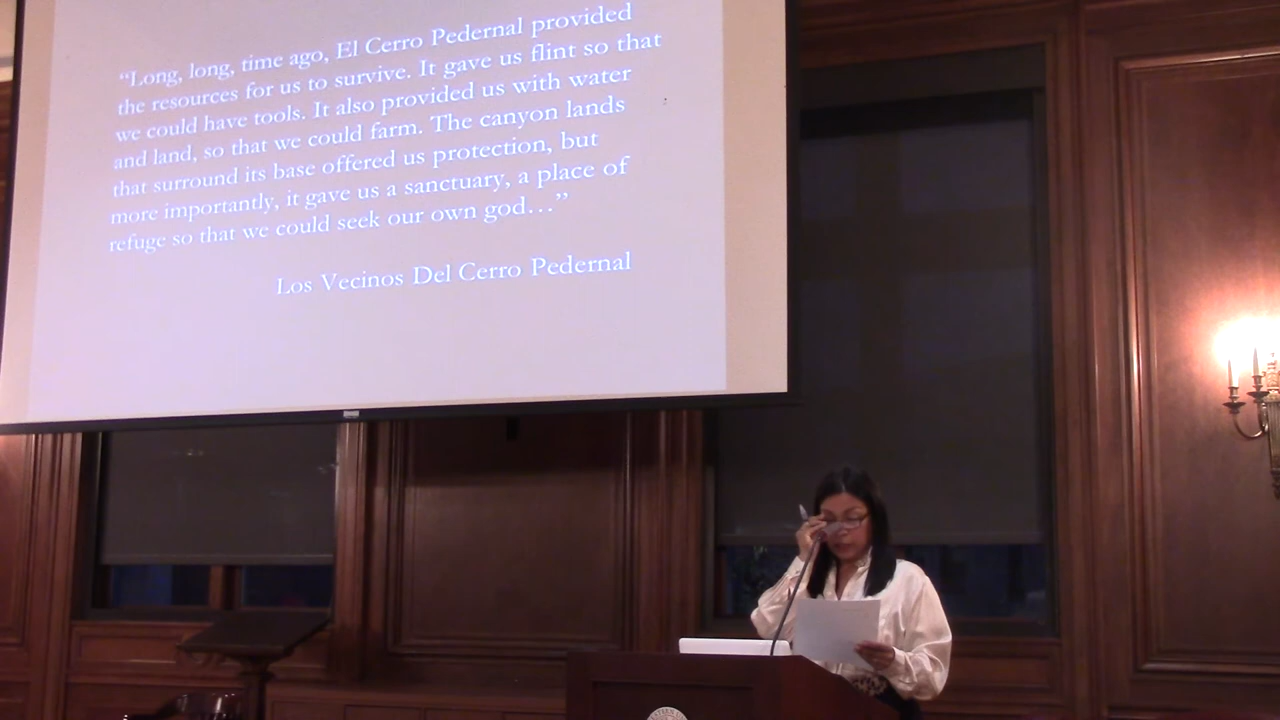 “Long, long, time ago, El Cerro Pedernal provided
the resources for us to survive. It gave us flint so that
we could have tools. It also provided us with water
and land, so that we could farm. The canyon lands
that surround its base offered us protection, but
more importantly, it gave us a sanctuary, a place of
refuge so that we could seek our own god…”
Los Vecinos Del Cerro Pedernal